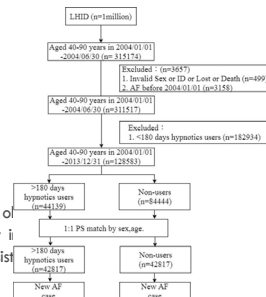 LHID (n=1million)
Aged 40-90 years in 2004/01/01
-2004/06/30 (n= 315174)
Excluded : (n=3657)
1. Invalid Sex or ID or Lost or Death (n=499
2. AF before 2004/01/01 (n=3158)
Aged 40-90 years in 2004/01/01
-2004/06/30 (n=311517)
Excluded :
1. <180 days hypnotics users (n=182934)
Aged 40-90 years in 2004/01/01
-2013/12/31 (n=128583)
>180 days
hypnotics users
(n=44139)
Non-users
(n=84444)
1:1 PS match by sex,age.
>180 days
hypnotics users
(n=42817)
Non-users
(n=42817)
New AF
case
New AF
case